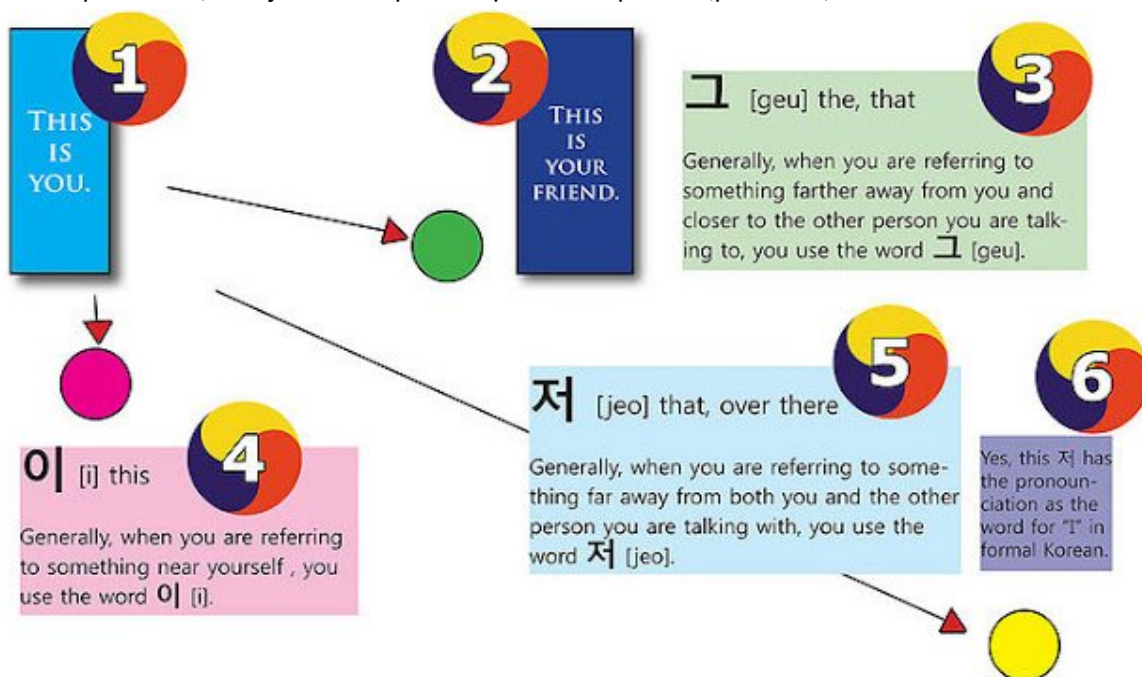 1
THIS
IS
YOU.
2
THIS
IS
YOUR
FRIEND.
3
그 [geu] the, that
Generally, when you are referring to
something farther away from you and
closer to the other person you are talk-
ing to, you use the word 그 [geu].
4
이 [i] this
Generally, when you are referring
to something near yourself , you
use the word 이 [i].
5
저 [jeo] that, over there
Generally, when you are referring to some-
thing far away from both you and the other
person you are talking with, you use the
word 저 [jeo].
6
Yes, this 저 has
the pronoun-
ciation as the
word for "I" in
formal Korean.